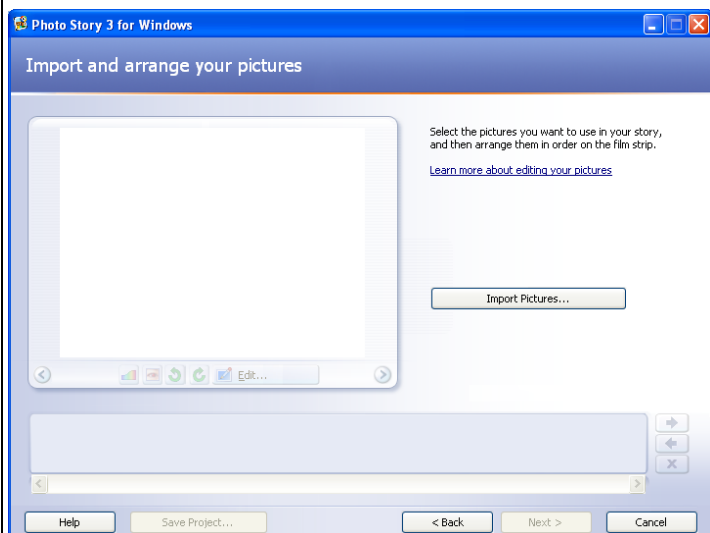 Photo Story 3 for Windows
Import and arrange your pictures
Select the pictures you want to use in your story,
and then arrange them in order on the film strip.
Learn more about editing your pictures
Import Pictures...
Edit...
Help
Save Project...
< Back
Next >
Cancel